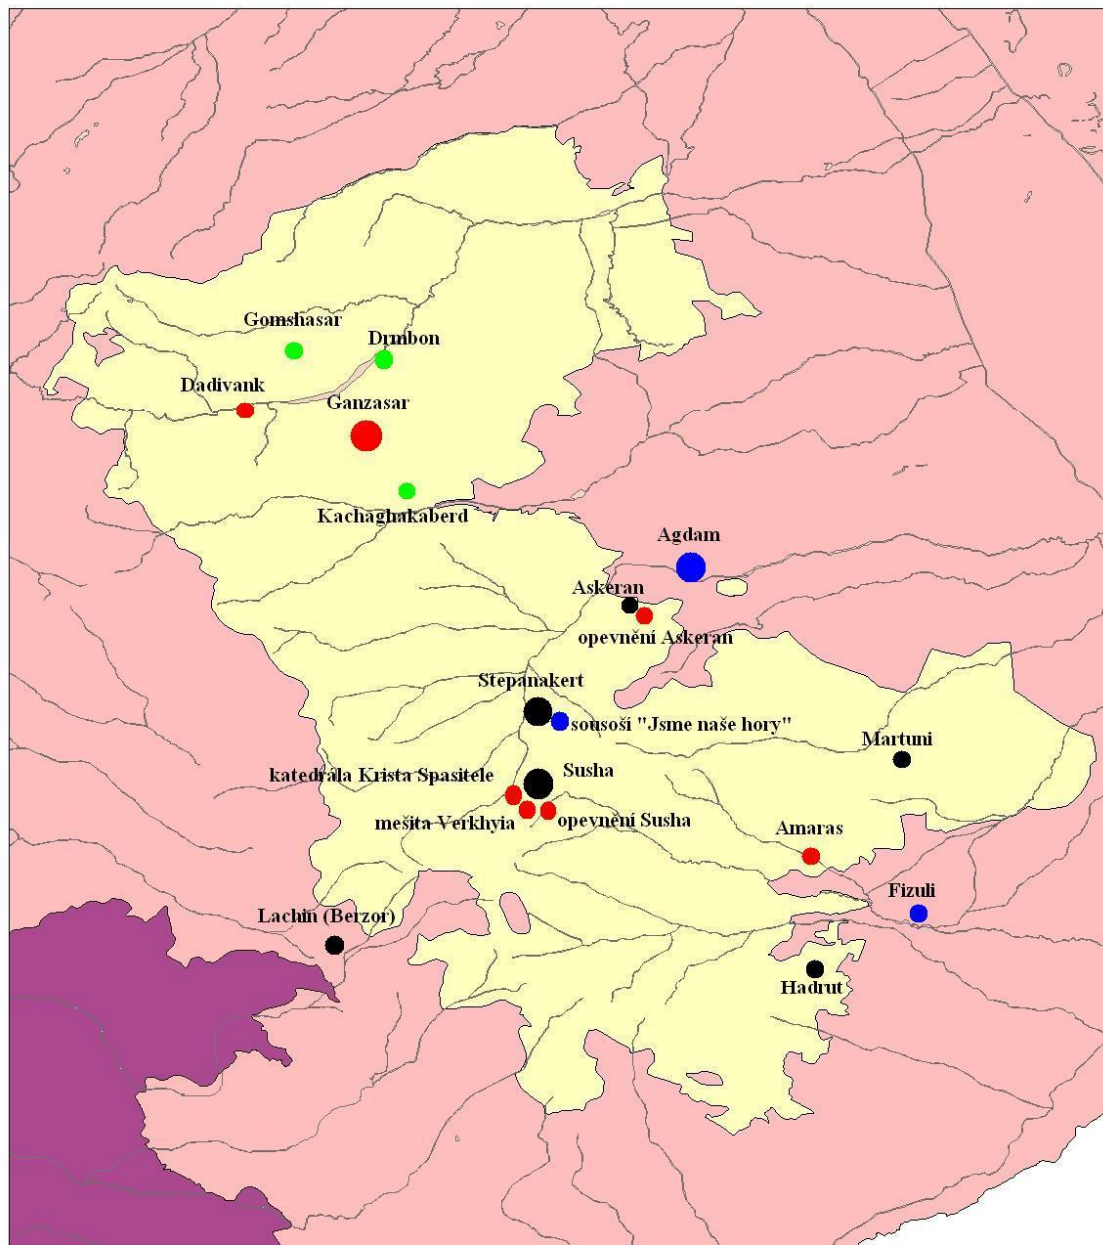 Gomshasar
Drmbon
Dadivank
Ganzasar
Kachaghakaberd
Agdam
Askeran
opevnění Askeran
Stepanakert
sousoší "Jsme naše hory"
Martuni
katedrála Krista Spasitele
Susha
mešita Verkhyia
opevnění Susha
Amaras
Fizuli
Lachin (Berzor)
Hadrut